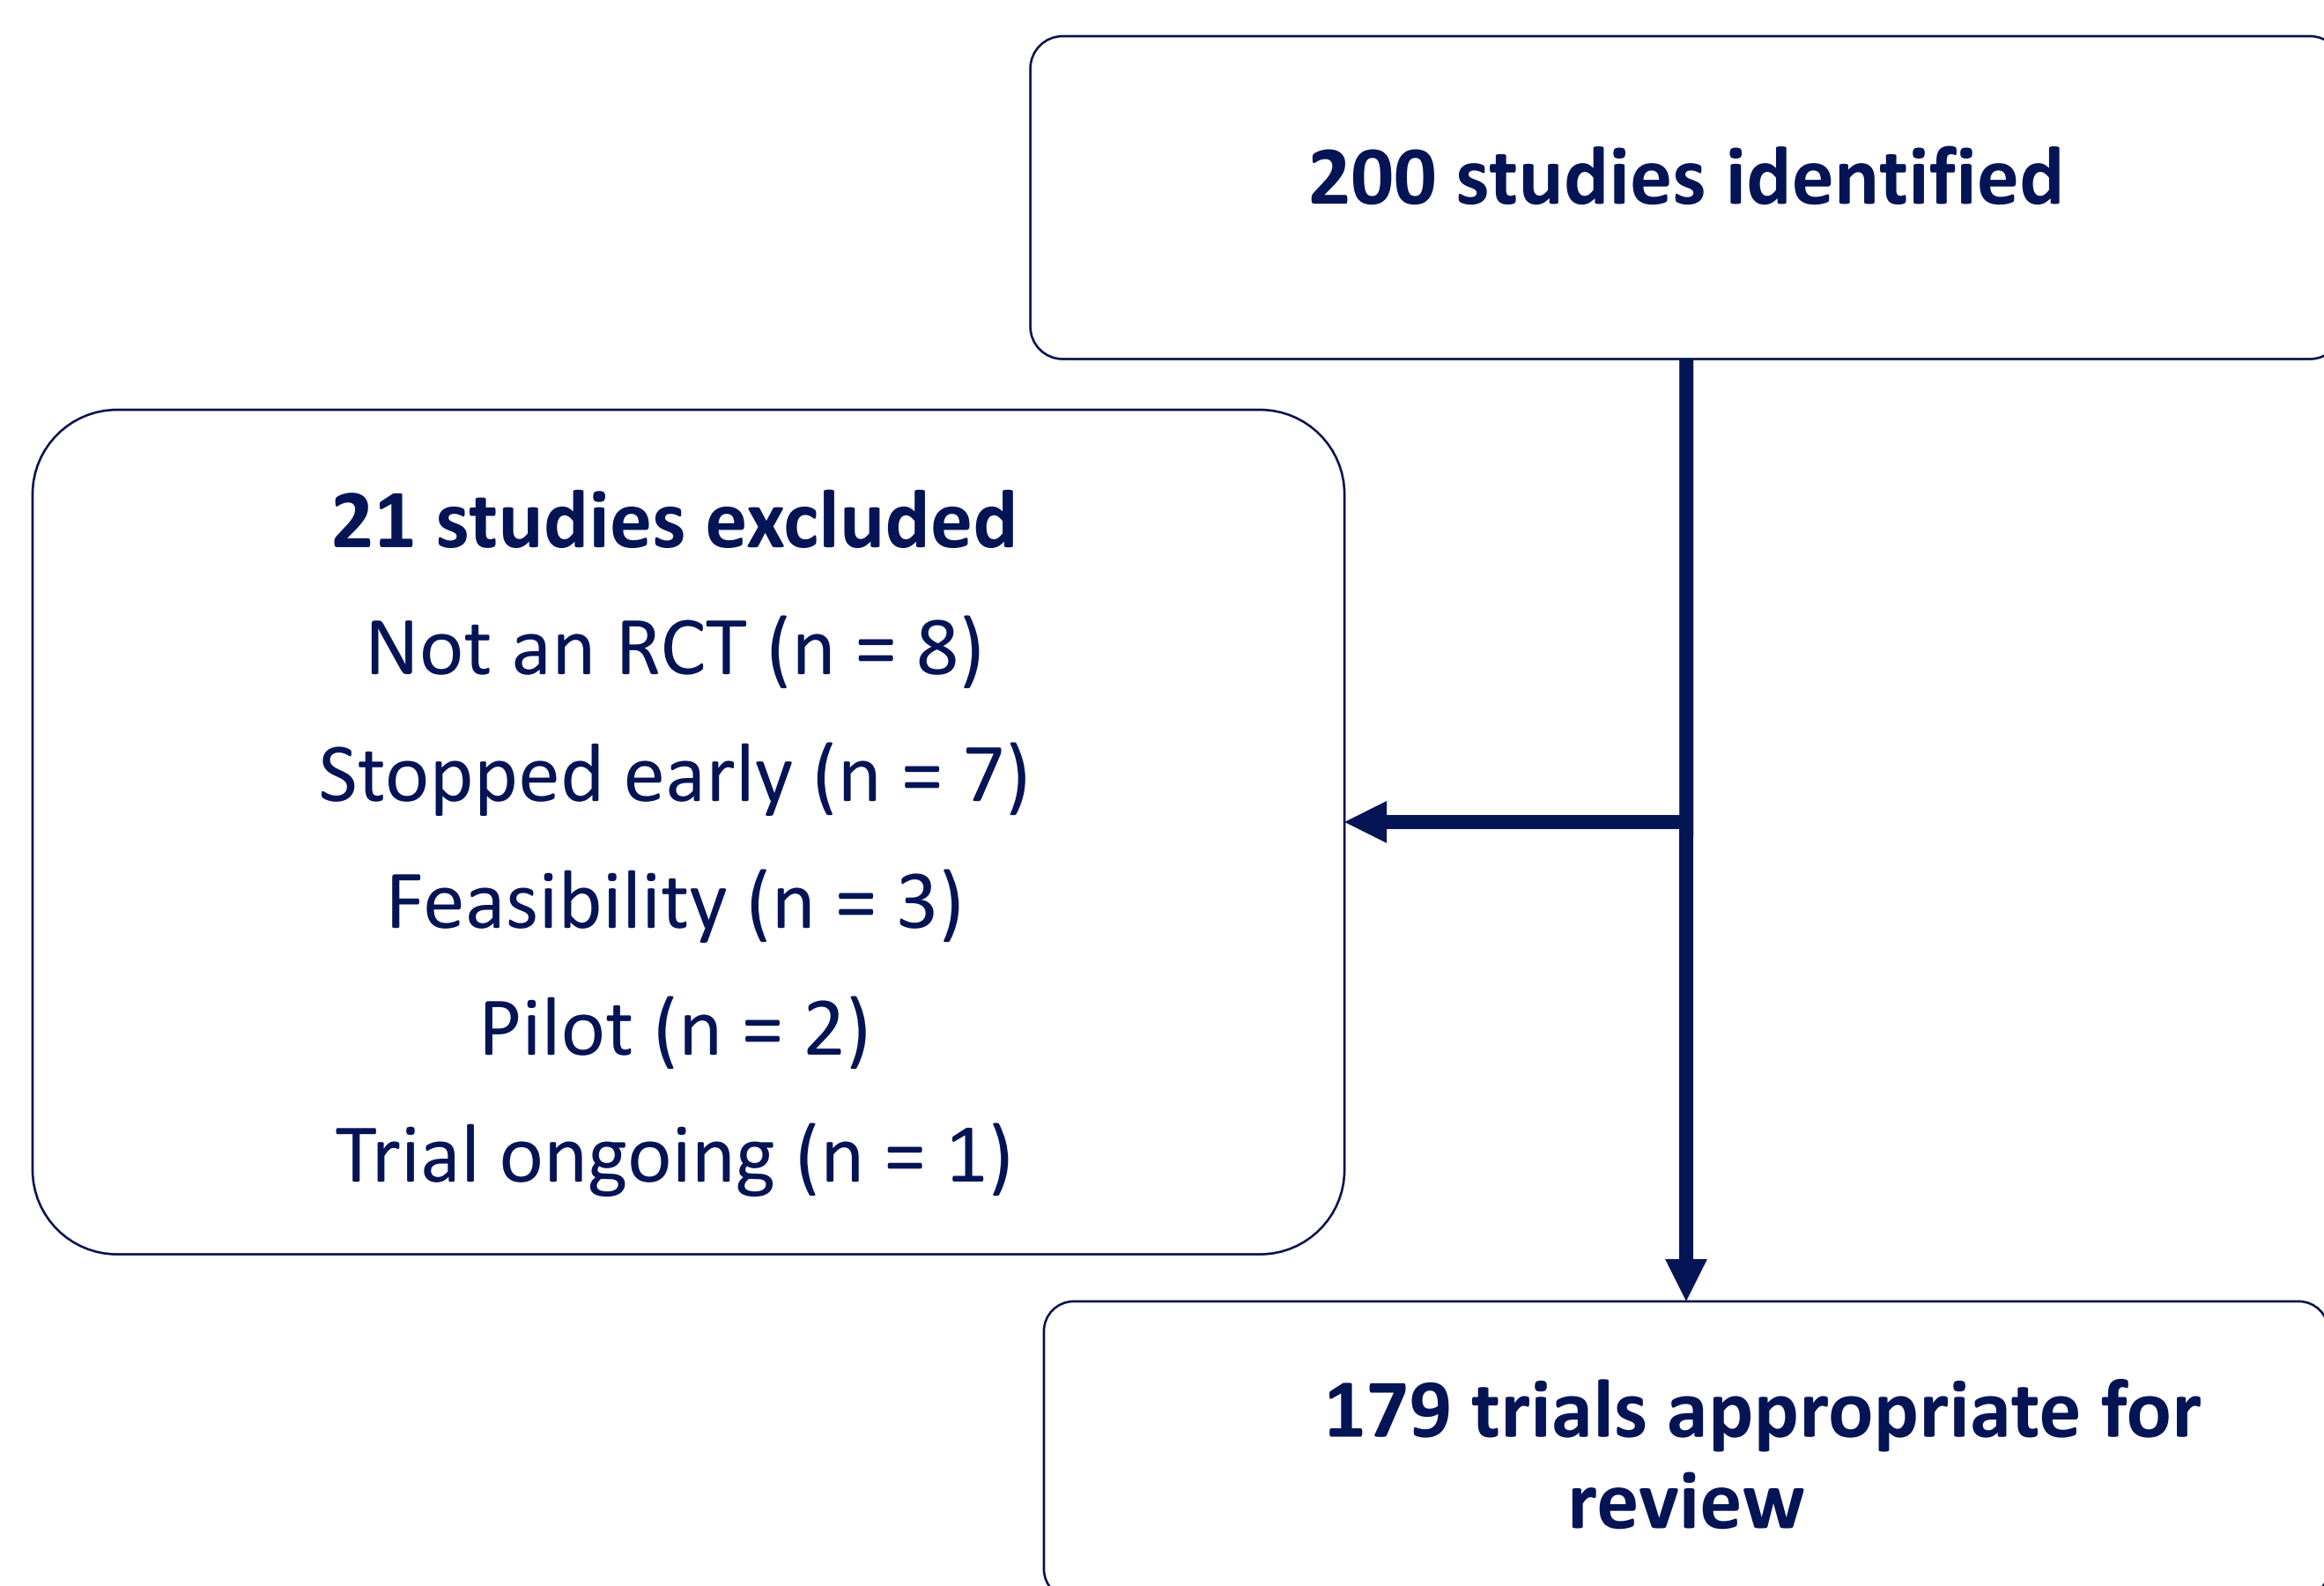 200 studies identified
21 studies excluded
Not an RCT (n = 8)
Stopped early (n = 7)
Feasibility (n = 3)
Pilot (n = 2)
Trial ongoing (n = 1)
179 trials appropriate for
review